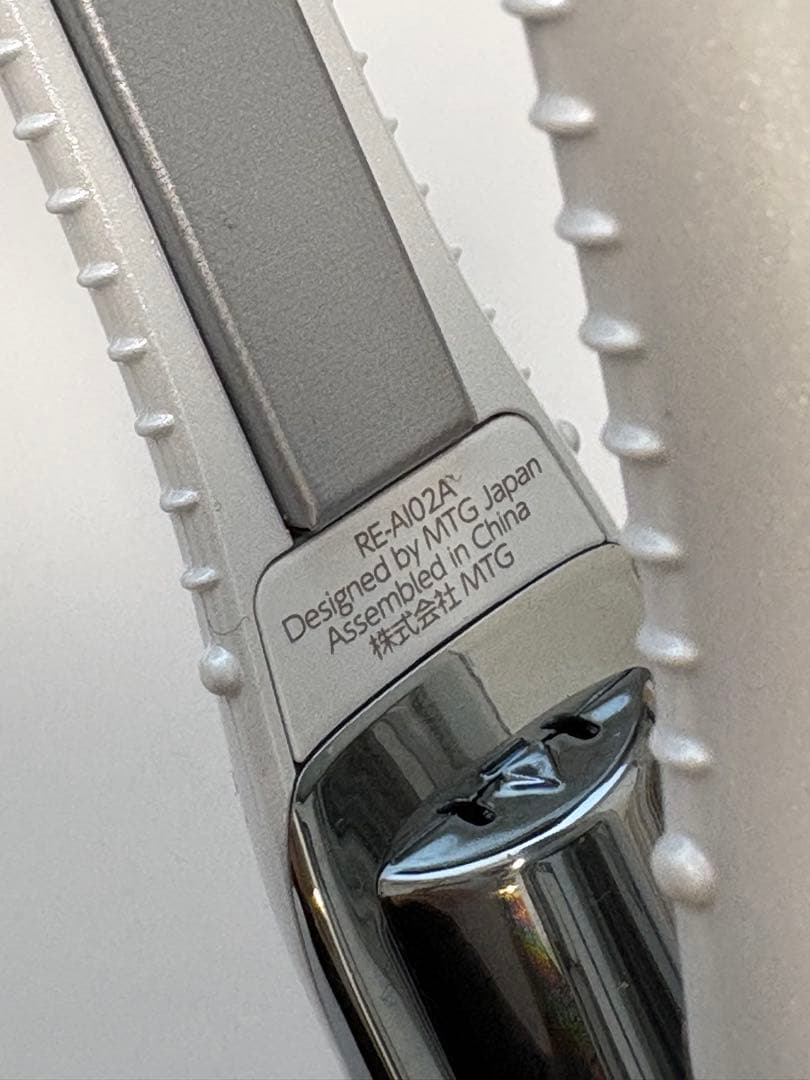 RE-AI02A
Designed by MTG Japan
Assembled in China
株式会社 MTG